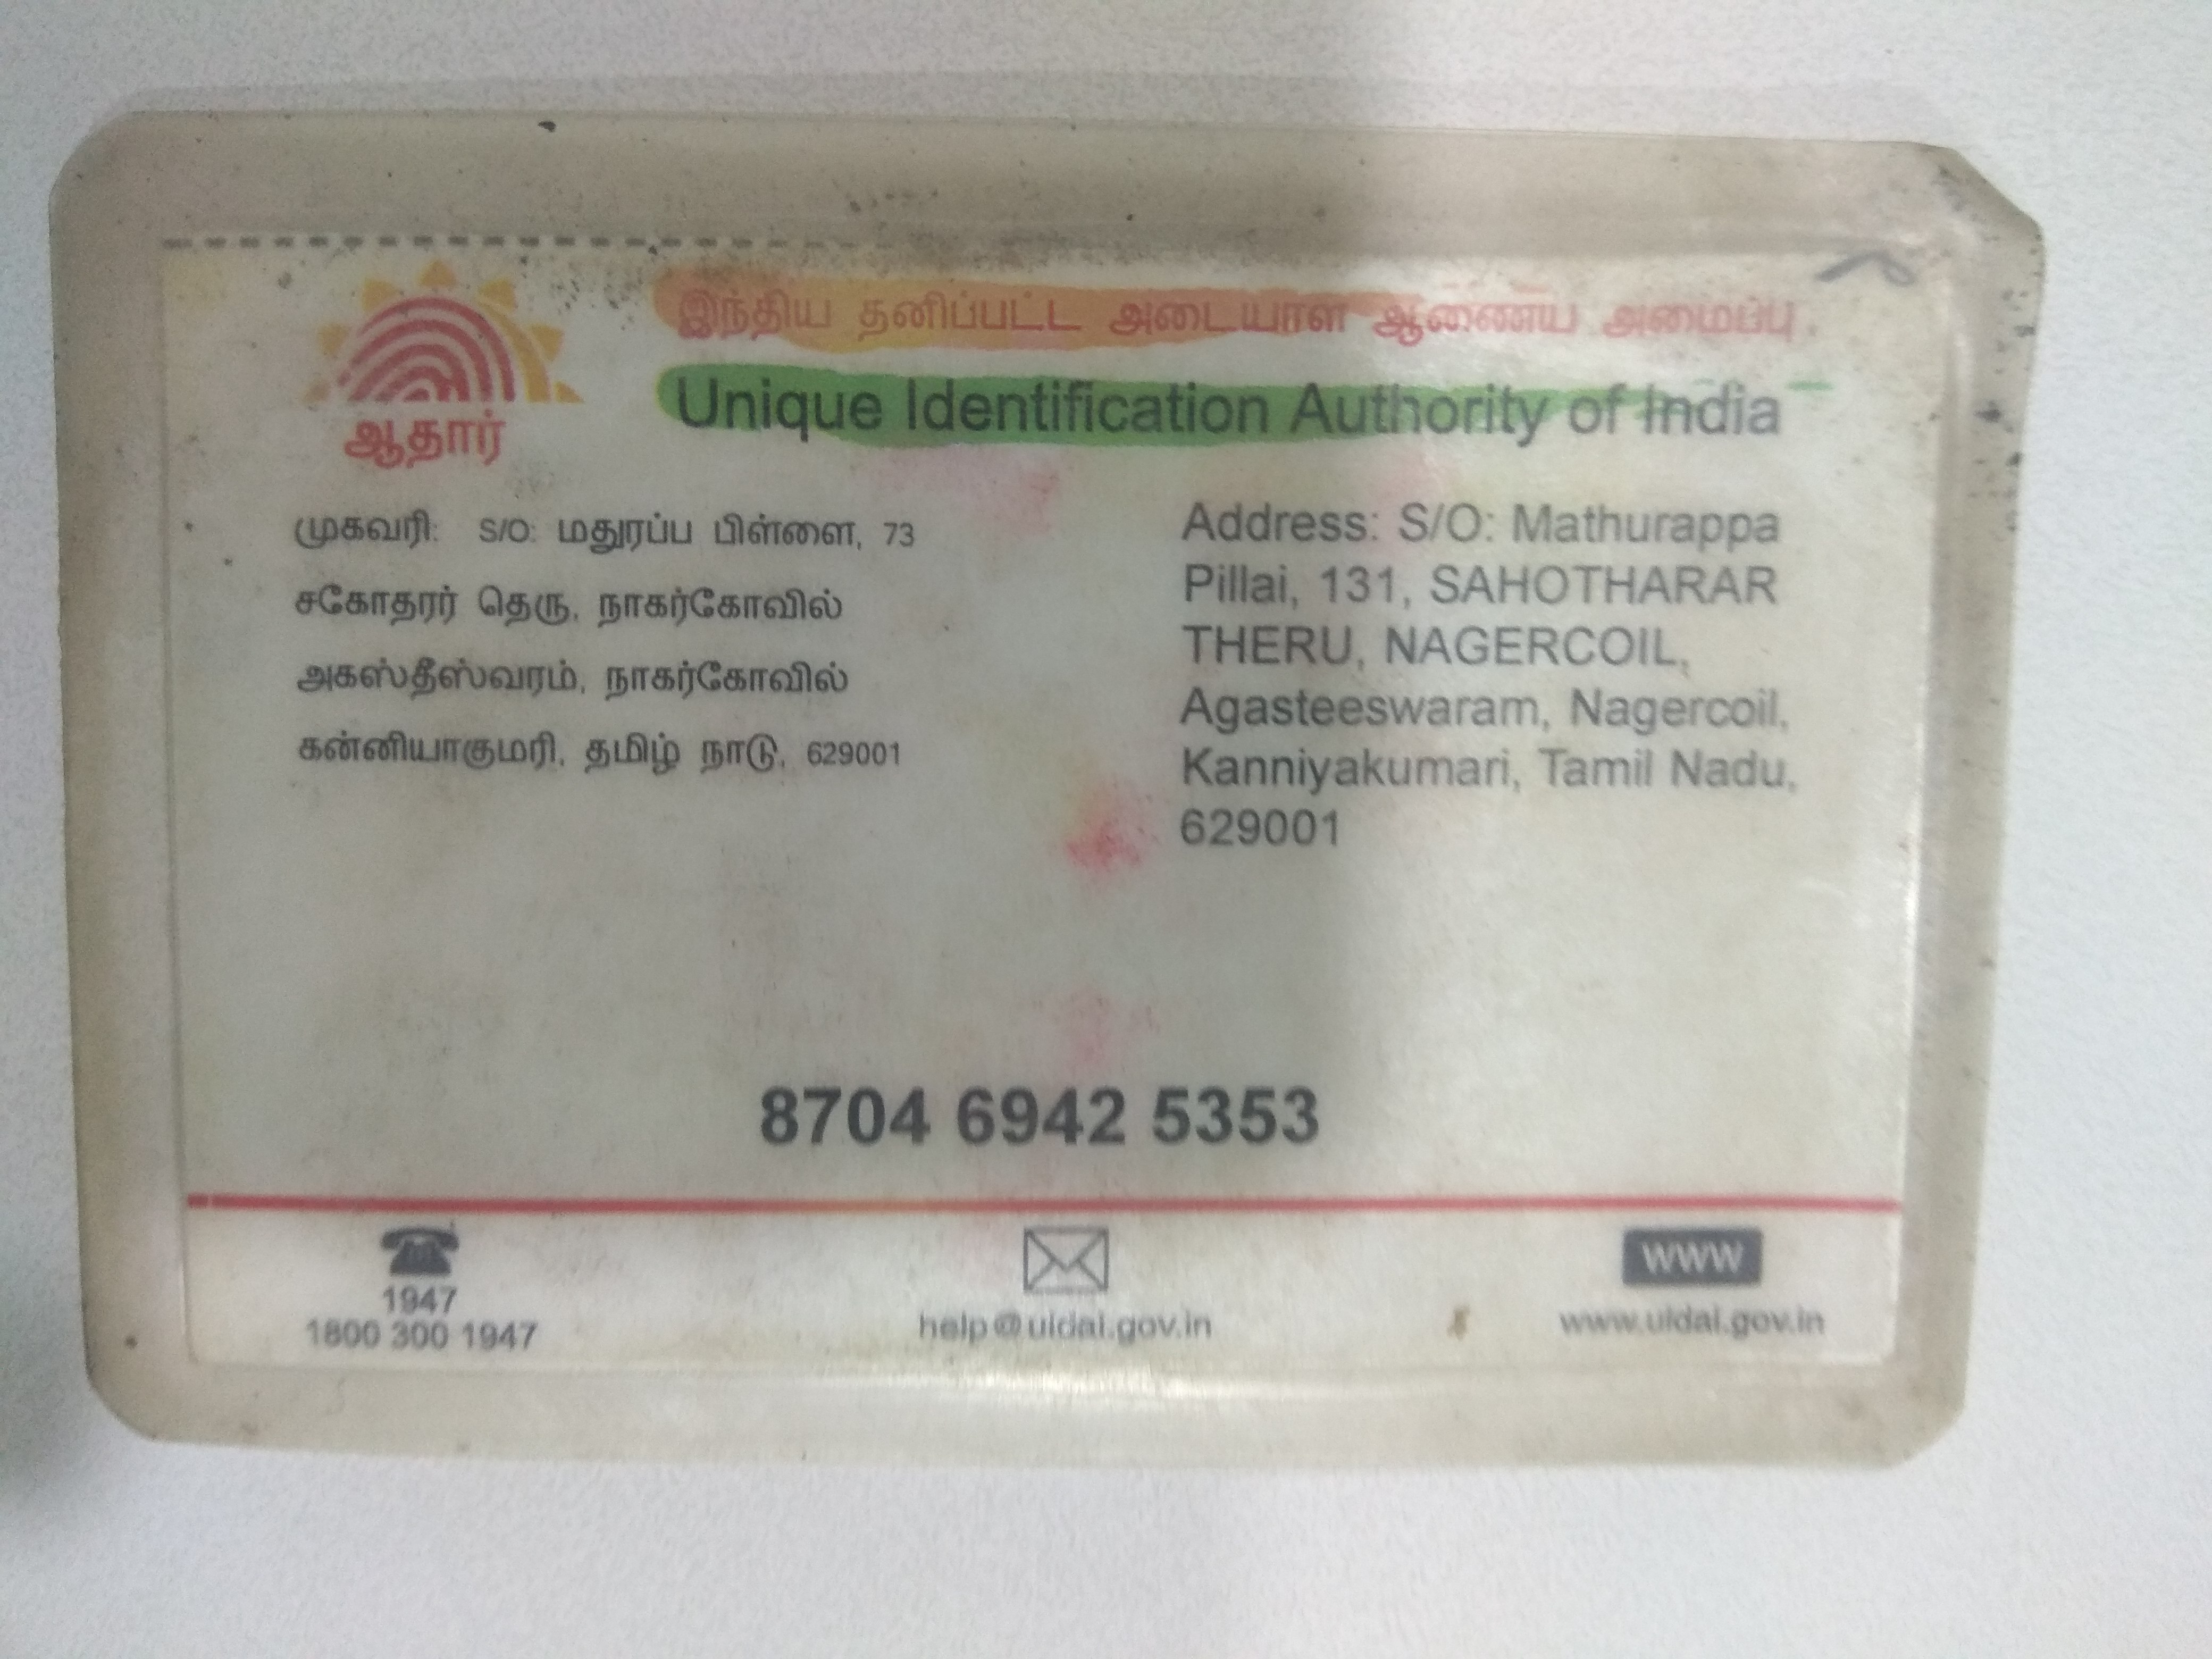 இந்திய தனிப்பட்ட அடையாள ஆணைய அமைப்பு
Unique Identification Authority of India
ஆதார்
முகவரி: S/O: மதுரப்ப பிள்ளை, 73
சகோதரர் தெரு, நாகர்கோவில்
அகஸ்தீஸ்வரம், நாகர்கோவில்
கன்னியாகுமரி, தமிழ் நாடு, 629001
Address: S/O: Mathurappa
Pillai, 131, SAHOTHARAR
THERU, NAGERCOIL,
Agasteeswaram, Nagercoil,
Kanniyakumari, Tamil Nadu,
629001
8704 6942 5353
1947
1800 300 1947
help@uidai.gov.in
WWW
www.uidai.gov.in